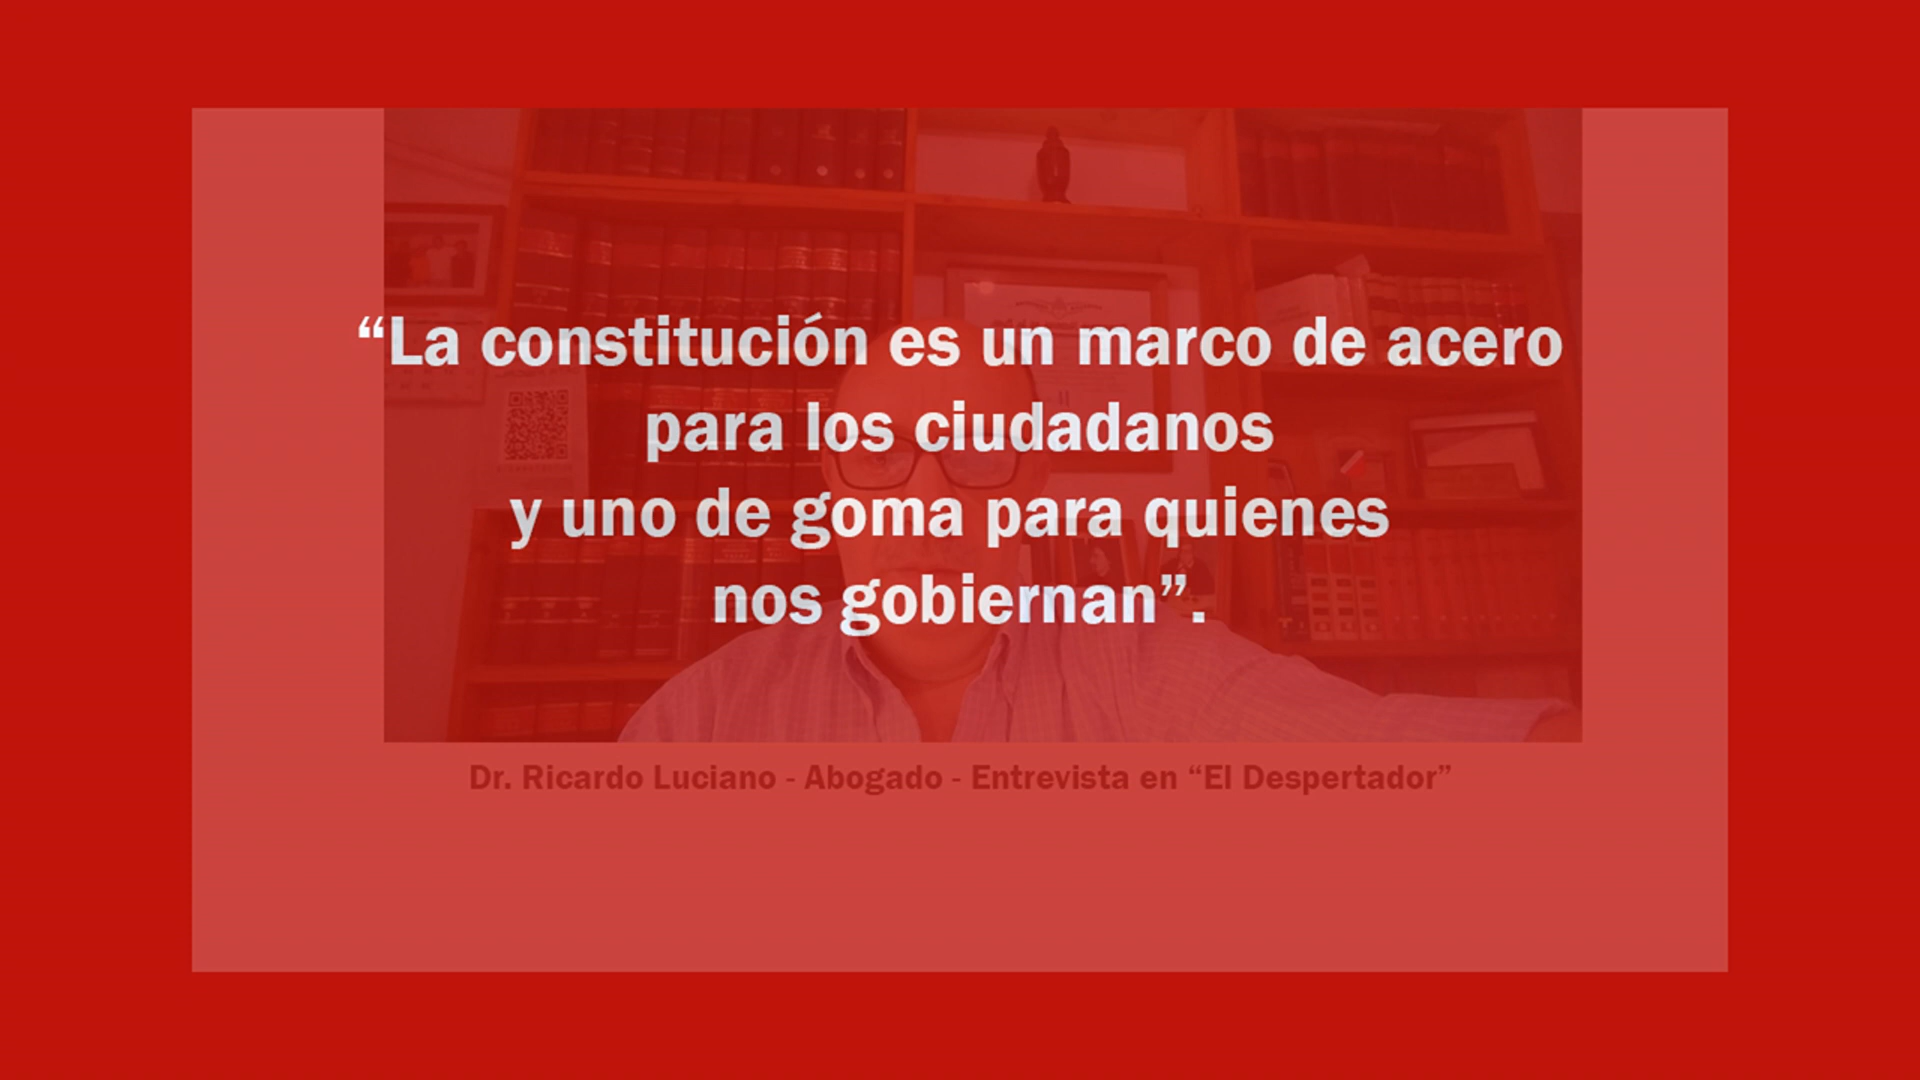 “La constitución es un marco de acero
para los ciudadanos
y uno de goma para quienes
nos gobiernan”.
Dr. Ricardo Luciano - Abogado - Entrevista en “El Despertador”